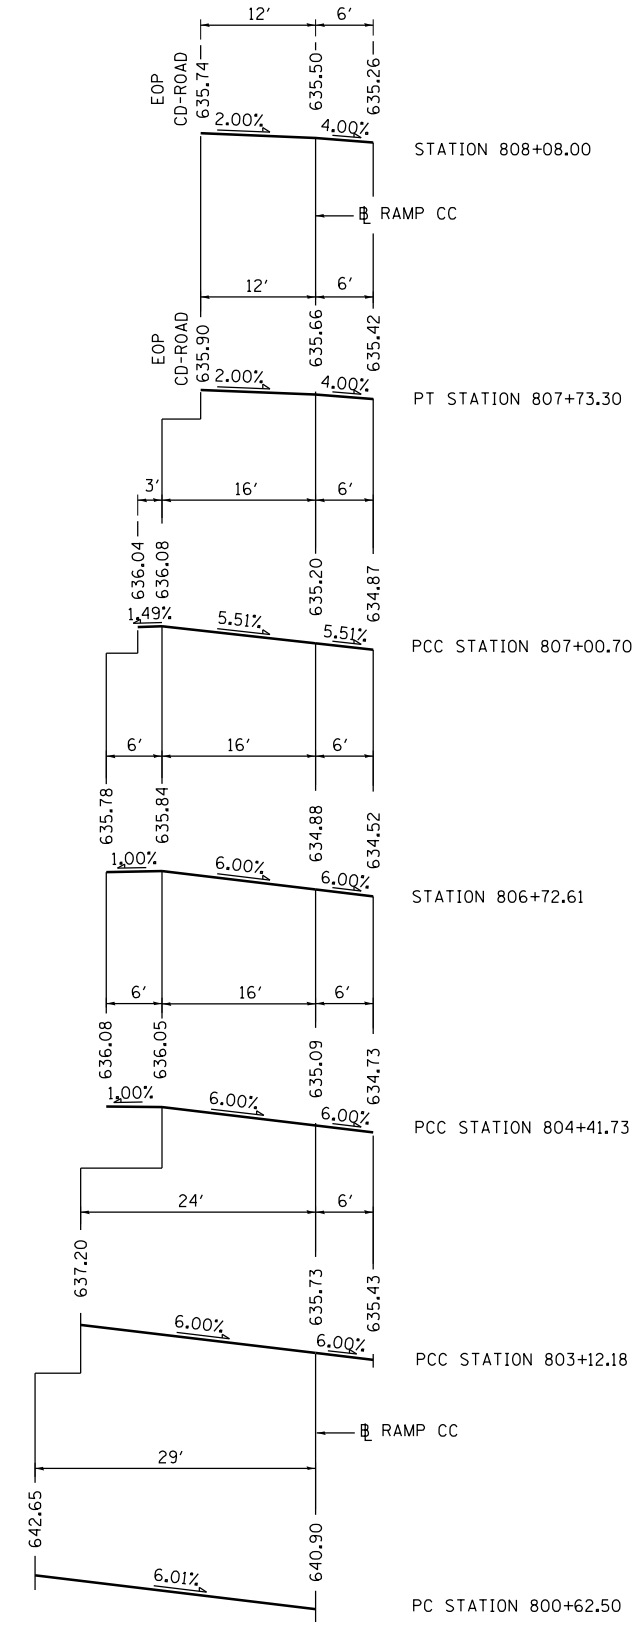 12' 6'
EOP
CD-ROAD
635.74
635.50
635.26
2.00% 4.00%
STATION 808+08.00
℄ RAMP CC
12' 6'
EOP
CD-ROAD
635.90
635.66
635.42
2.00% 4.00%
PT STATION 807+73.30
3' 16' 6'
636.04
636.08
635.20
634.87
1.49% 5.51% 5.51%
PCC STATION 807+00.70
6' 16' 6'
635.78
635.84
634.88
634.52
1.00% 6.00% 6.00%
STATION 806+72.61
6' 16' 6'
636.08
636.05
635.09
634.73
1.00% 6.00% 6.00%
PCC STATION 804+41.73
24' 6'
637.20
635.73
635.43
6.00% 6.00%
PCC STATION 803+12.18
℄ RAMP CC
29'
642.65
640.90
6.01%
PC STATION 800+62.50